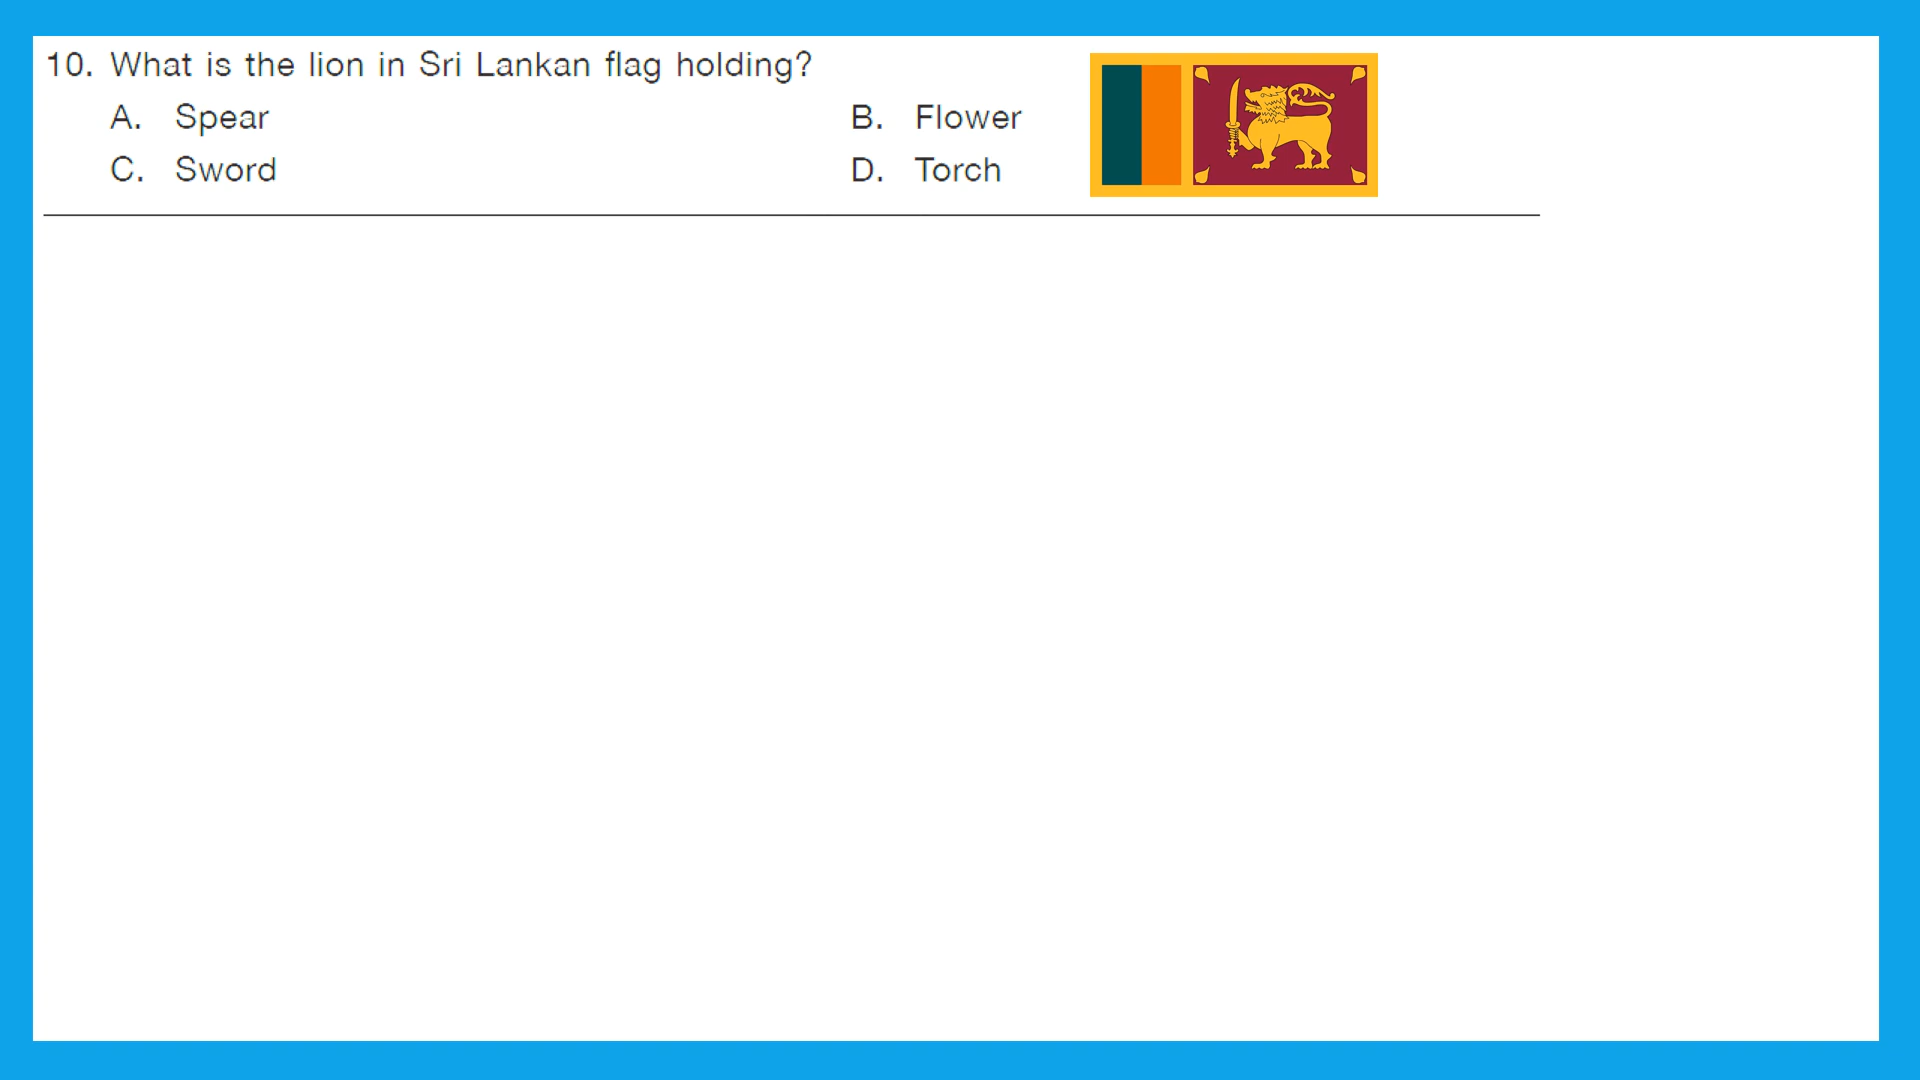 10. What is the lion in Sri Lankan flag holding?
A. Spear B. Flower
C. Sword D. Torch